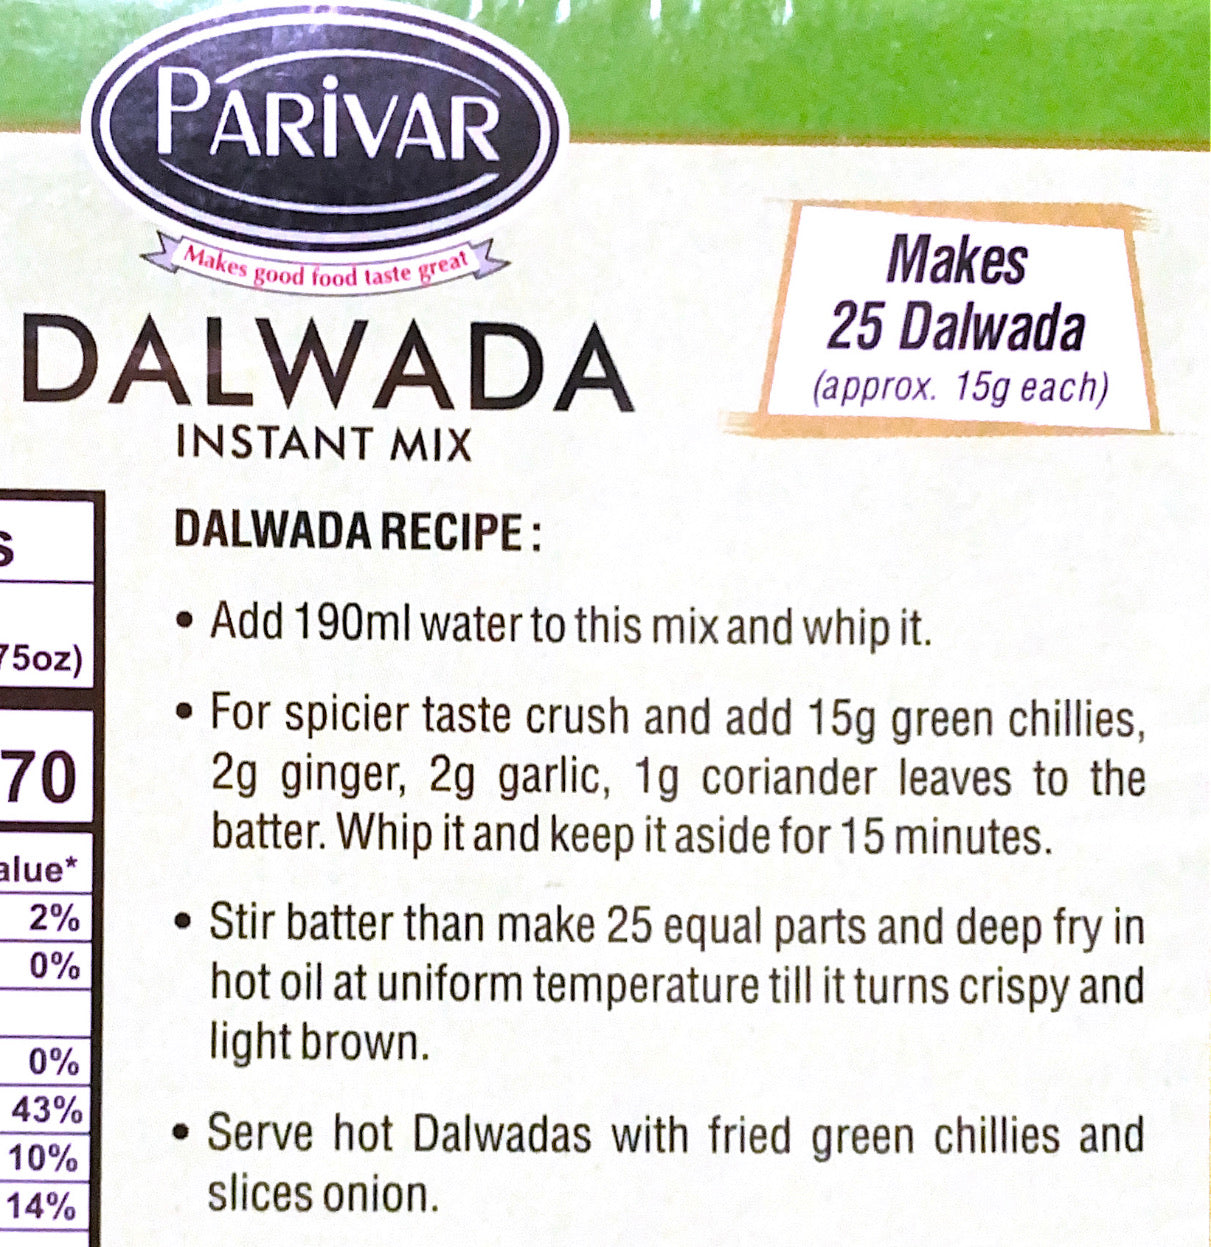 PARIVAR
Makes good food taste great
DALWADA
INSTANT MIX
Makes
25 Dalwada
(approx. 15g each)
DALWADA RECIPE :
• Add 190ml water to this mix and whip it.
• For spicier taste crush and add 15g green chillies,
2g ginger, 2g garlic, 1g coriander leaves to the
batter. Whip it and keep it aside for 15 minutes.
• Stir batter than make 25 equal parts and deep fry in
hot oil at uniform temperature till it turns crispy and
light brown.
• Serve hot Dalwadas with fried green chillies and
slices onion.
75oz)
70
2%
0%
0%
43%
10%
14%